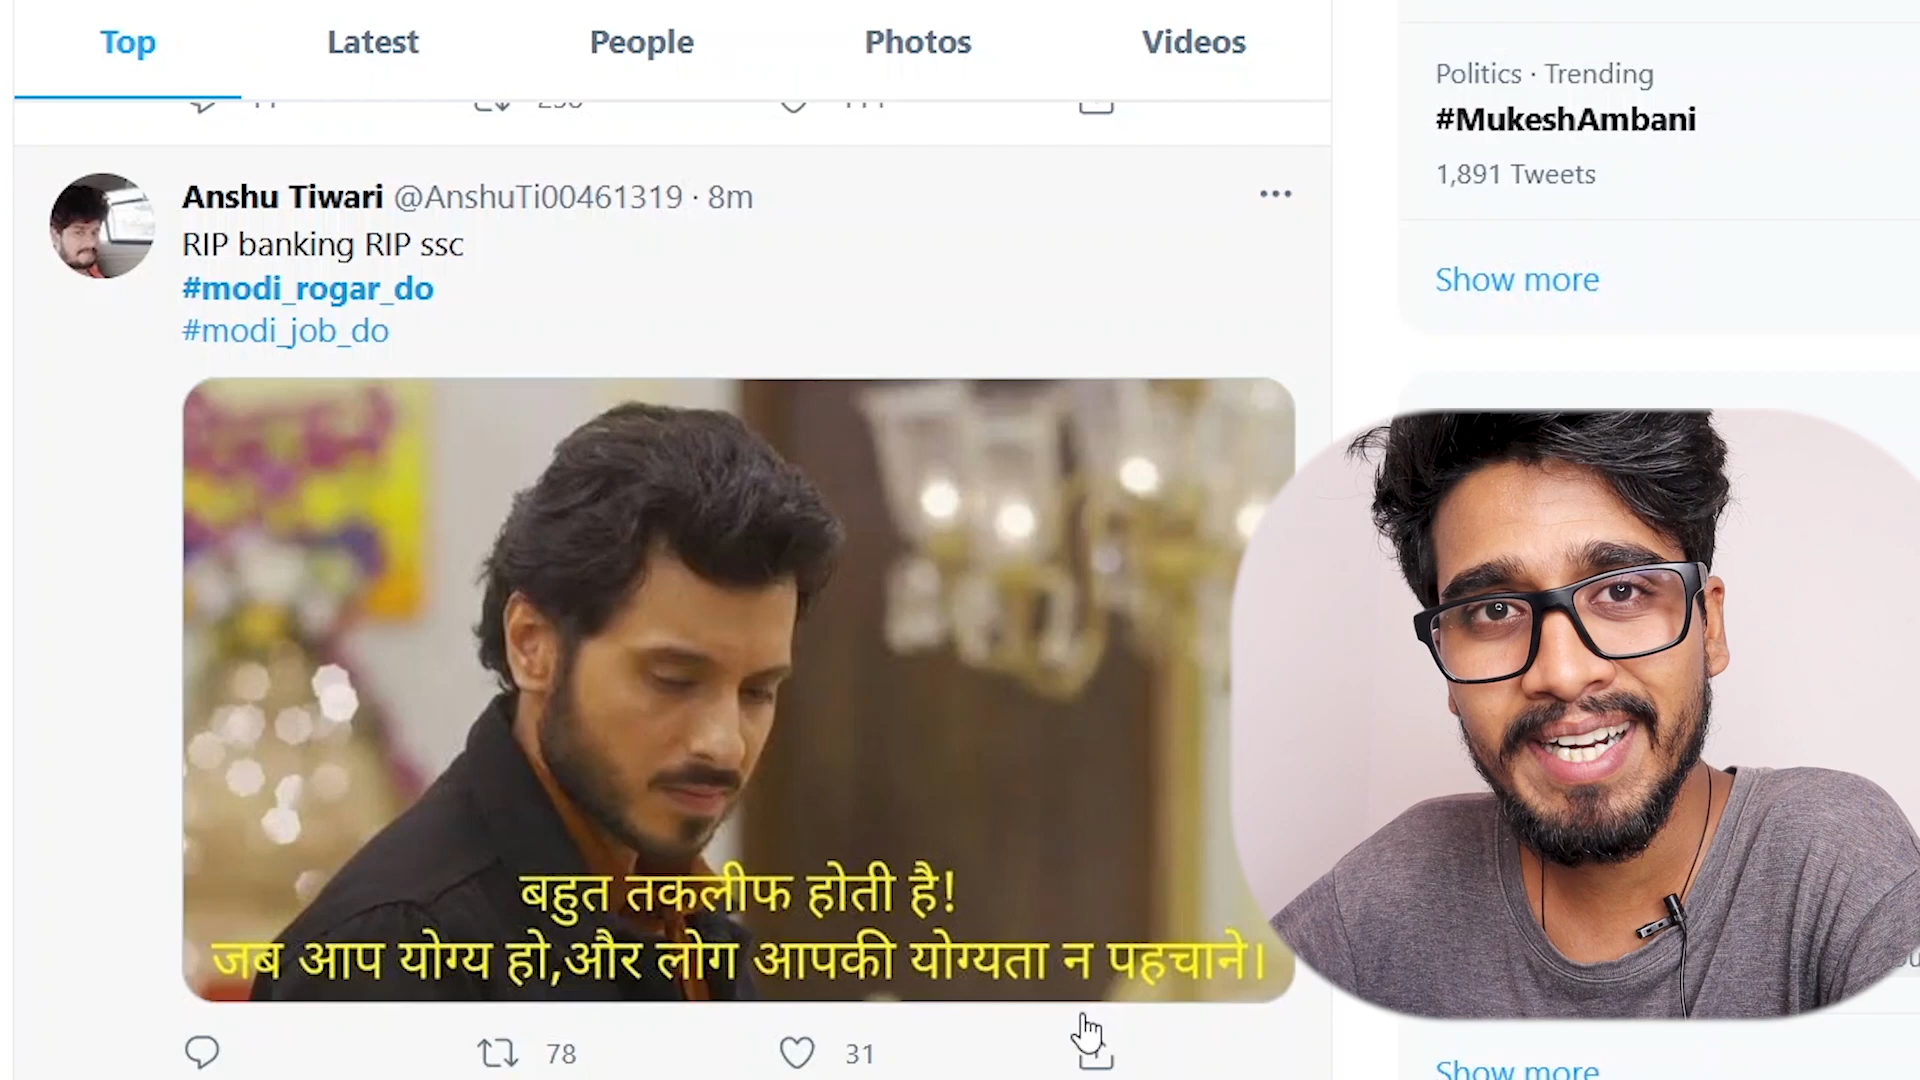 Top
Latest
People
Photos
Videos
Anshu Tiwari @AnshuTi00461319 · 8m
RIP banking RIP ssc
#modi_rogar_do
#modi_job_do
बहुत तकलीफ होती है!
जब आप योग्य हो,और लोग आपकी योग्यता न पहचाने।
78
31
Politics · Trending
#MukeshAmbani
1,891 Tweets
Show more
Show more